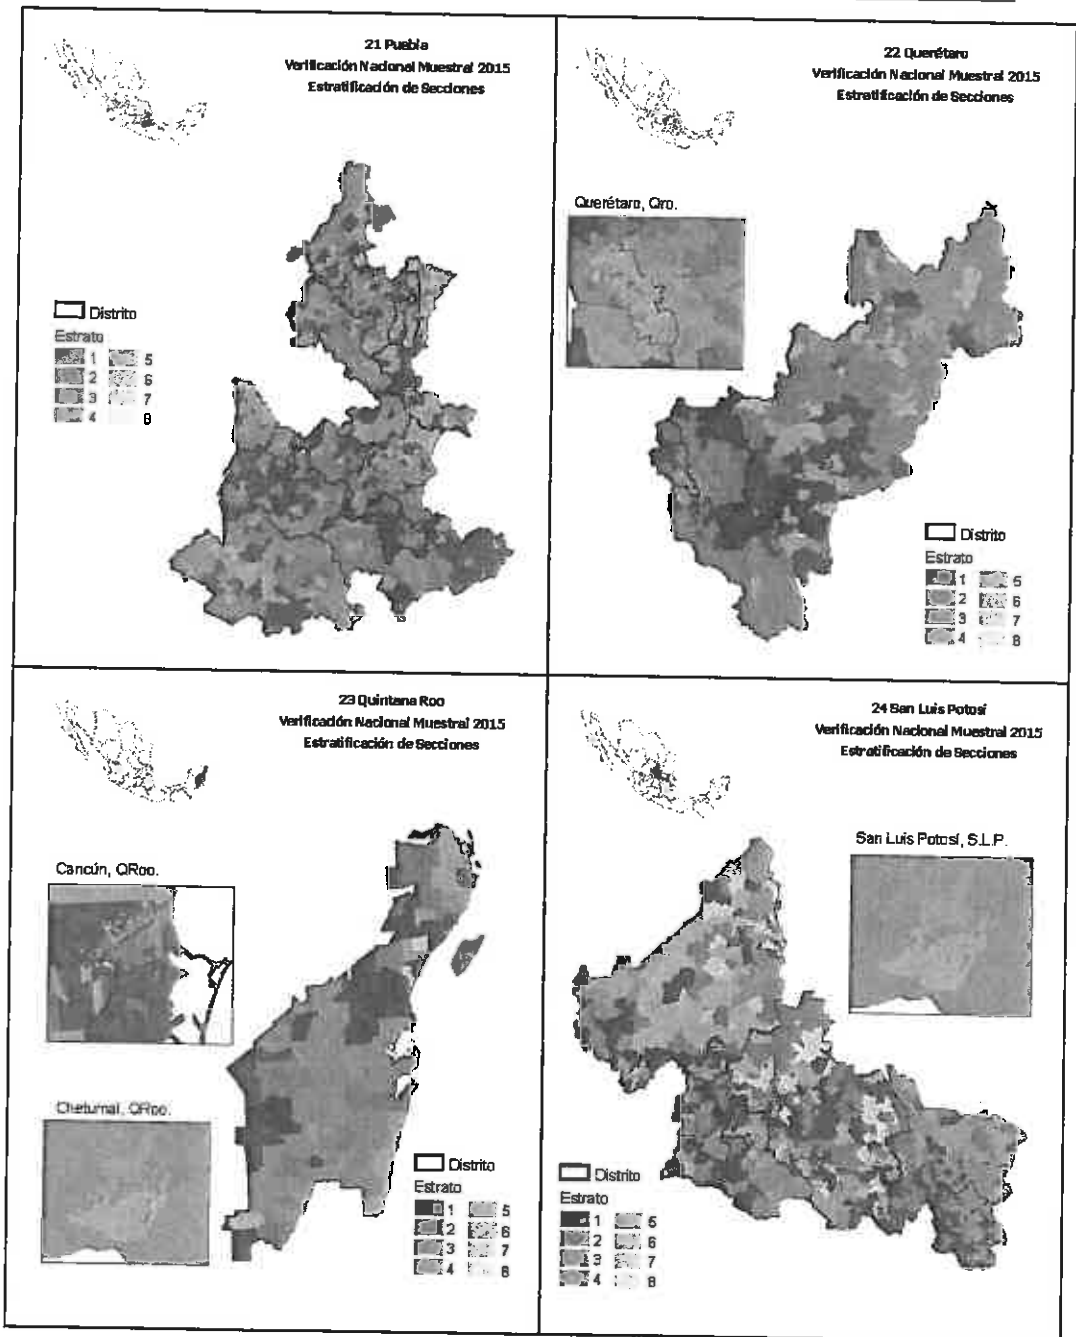 21 Puebla
Verificación Nacional Muestral 2015
Estratificación de Secciones
Distrito
Estrato
1 5
2 6
3 7
4 8
22 Querétaro
Verificación Nacional Muestral 2015
Estratificación de Secciones
Querétaro, Qro.
Distrito
Estrato
1 5
2 6
3 7
4 8
23 Quintana Roo
Verificación Nacional Muestral 2015
Estratificación de Secciones
Cancún, QRoo.
Chetumal, QRoo.
Distrito
Estrato
1 5
2 6
3 7
4 8
24 San Luis Potosí
Verificación Nacional Muestral 2015
Estratificación de Secciones
San Luis Potosí, S.L.P.
Distrito
Estrato
1 5
2 6
3 7
4 8